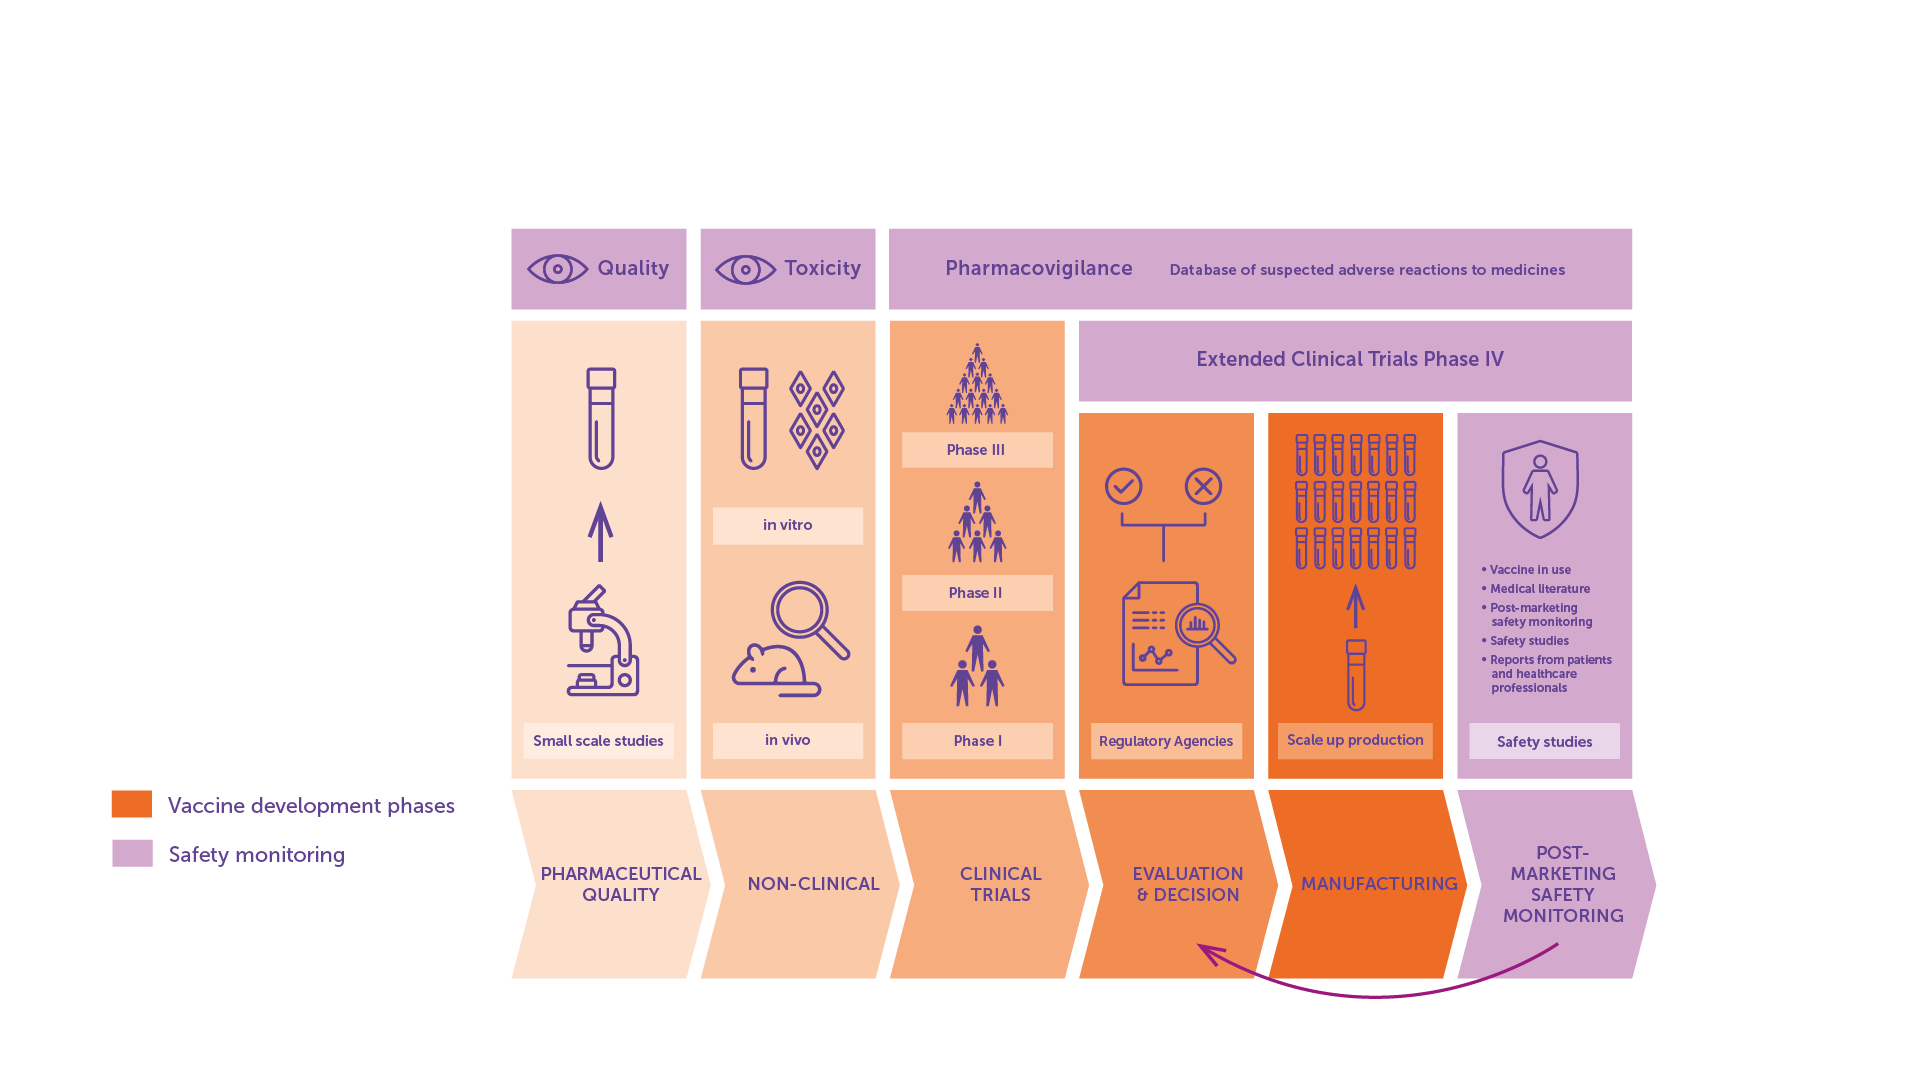 Quality
Toxicity
Pharmacovigilance
Database of suspected adverse reactions to medicines
Extended Clinical Trials Phase IV
Small scale studies
in vitro
in vivo
Phase III
Phase II
Phase I
Regulatory Agencies
Scale up production
• Vaccine in use
• Medical literature
• Post-marketing
safety monitoring
• Safety studies
• Reports from patients
and healthcare
professionals
Safety studies
Vaccine development phases
Safety monitoring
PHARMACEUTICAL
QUALITY
NON-CLINICAL
CLINICAL
TRIALS
EVALUATION
& DECISION
MANUFACTURING
POST-
MARKETING
SAFETY
MONITORING